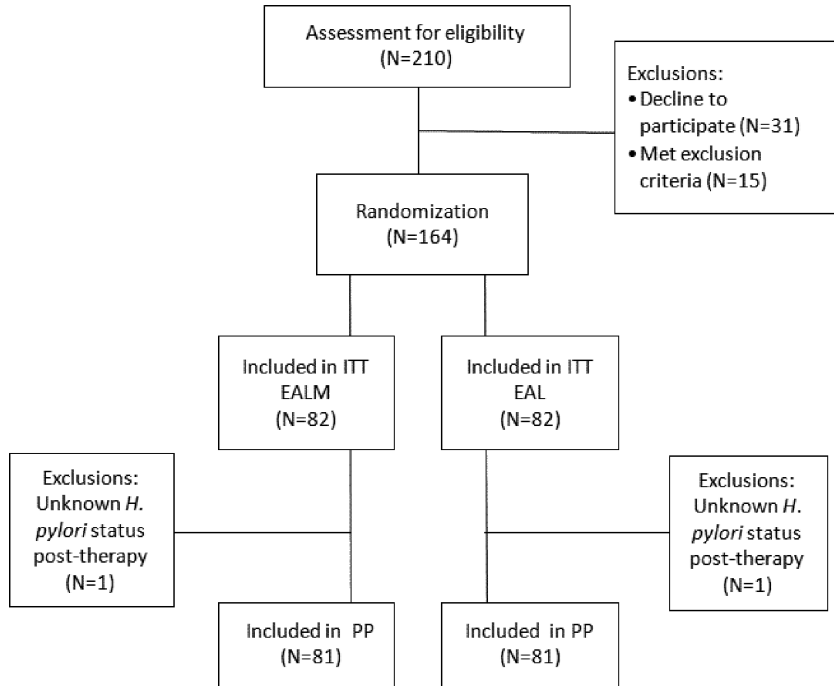 Assessment for eligibility
(N=210)
Exclusions:
• Decline to
participate (N=31)
• Met exclusion
criteria (N=15)
Randomization
(N=164)
Included in ITT
EALM
(N=82)
Included in ITT
EAL
(N=82)
Exclusions:
Unknown H.
pylori status
post-therapy
(N=1)
Exclusions:
Unknown H.
pylori status
post-therapy
(N=1)
Included in PP
(N=81)
Included in PP
(N=81)